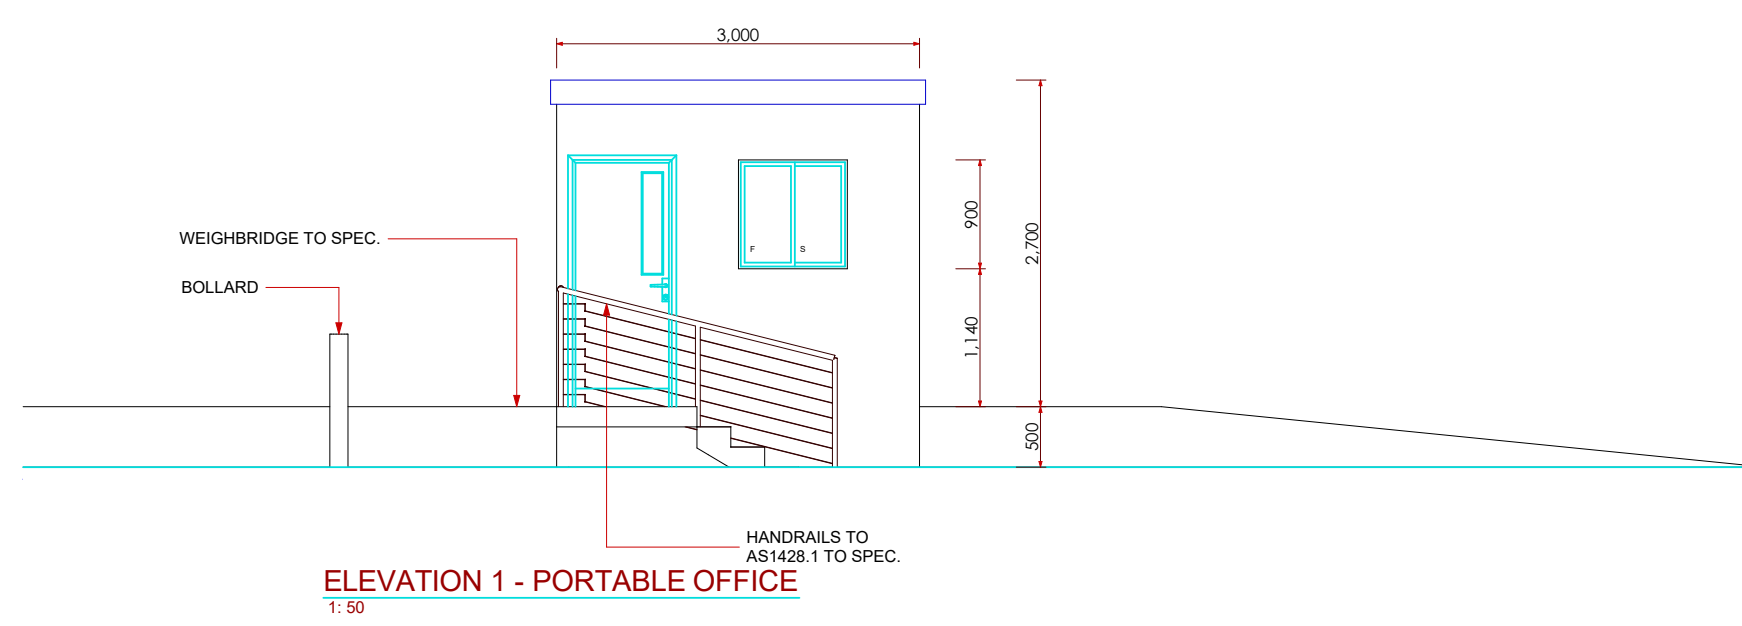 3,000
WEIGHBRIDGE TO SPEC.
BOLLARD
F
S
900
2,700
1,140
500
HANDRAILS TO
AS1428.1 TO SPEC.
ELEVATION 1 - PORTABLE OFFICE
1: 50